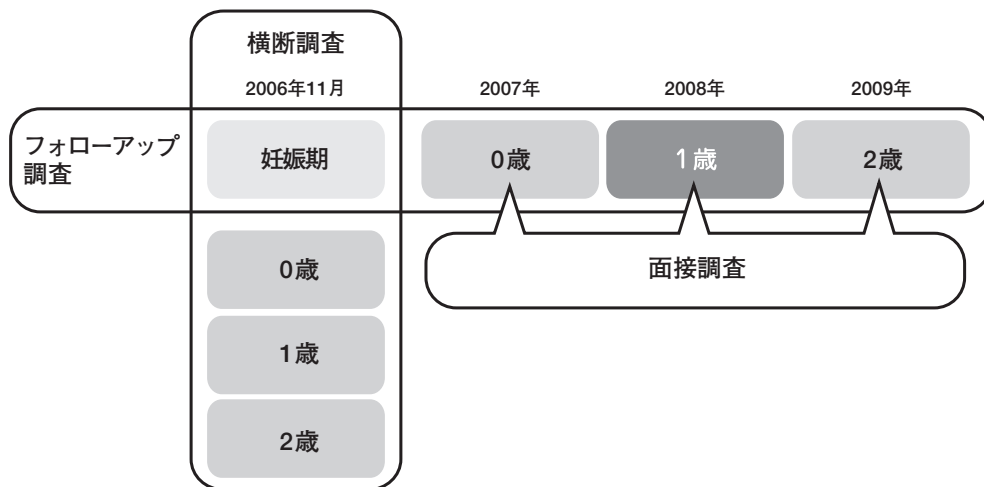 横断調査
2006年11月
2007年
2008年
2009年
フォローアップ
調査
妊娠期
0歳
1歳
2歳
面接調査
0歳
1歳
2歳